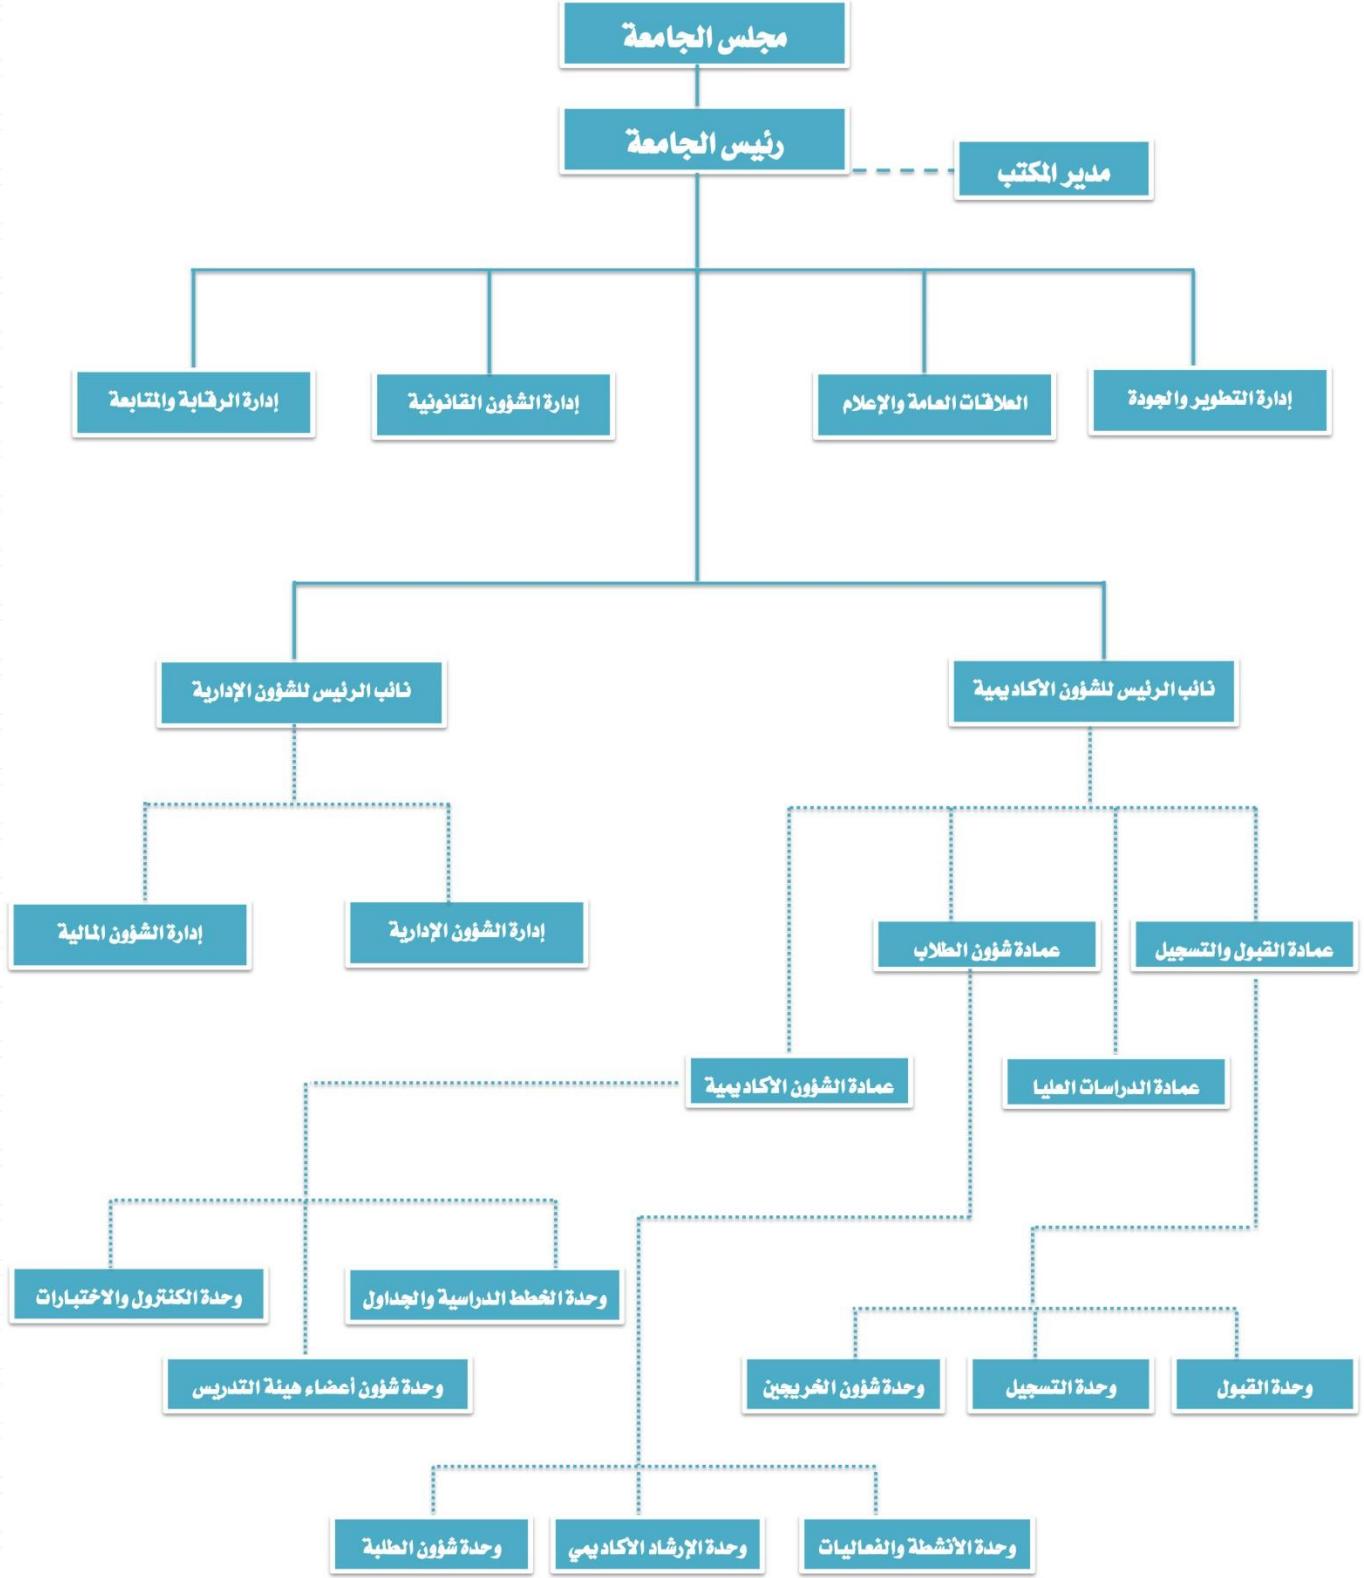 مجلس الجامعة
رئيس الجامعة
مدير المكتب
إدارة التطوير والجودة
العلاقات العامة والإعلام
إدارة الشؤون القانونية
إدارة الرقابة والمتابعة
نائب الرئيس للشؤون الأكاديمية
نائب الرئيس للشؤون الإدارية
إدارة الشؤون الإدارية
إدارة الشؤون المالية
عمادة القبول والتسجيل
عمادة شؤون الطلاب
عمادة الدراسات العليا
عمادة الشؤون الأكاديمية
وحدة الخطط الدراسية والجداول
وحدة الكنترول والاختبارات
وحدة شؤون أعضاء هيئة التدريس
وحدة القبول
وحدة التسجيل
وحدة شؤون الخريجين
وحدة الأنشطة والفعاليات
وحدة الإرشاد الأكاديمي
وحدة شؤون الطلبة